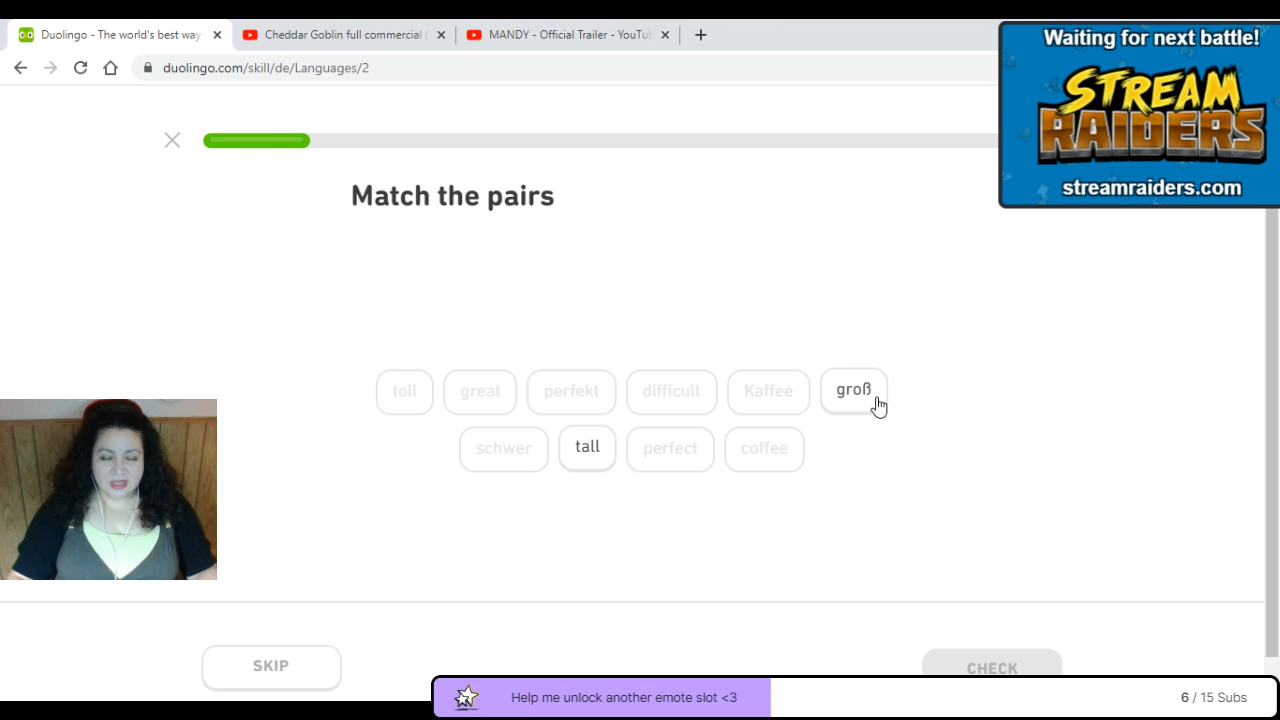 Duolingo - The world's best way
Cheddar Goblin full commercial
MANDY - Official Trailer - YouTu
duolingo.com/skill/de/Languages/2
Waiting for next battle!
STREAM
RAIDERS
streamraiders.com
Match the pairs
toll great perfekt difficult Kaffee groß
schwer tall perfect coffee
SKIP
CHECK
Help me unlock another emote slot <3
6 / 15 Subs